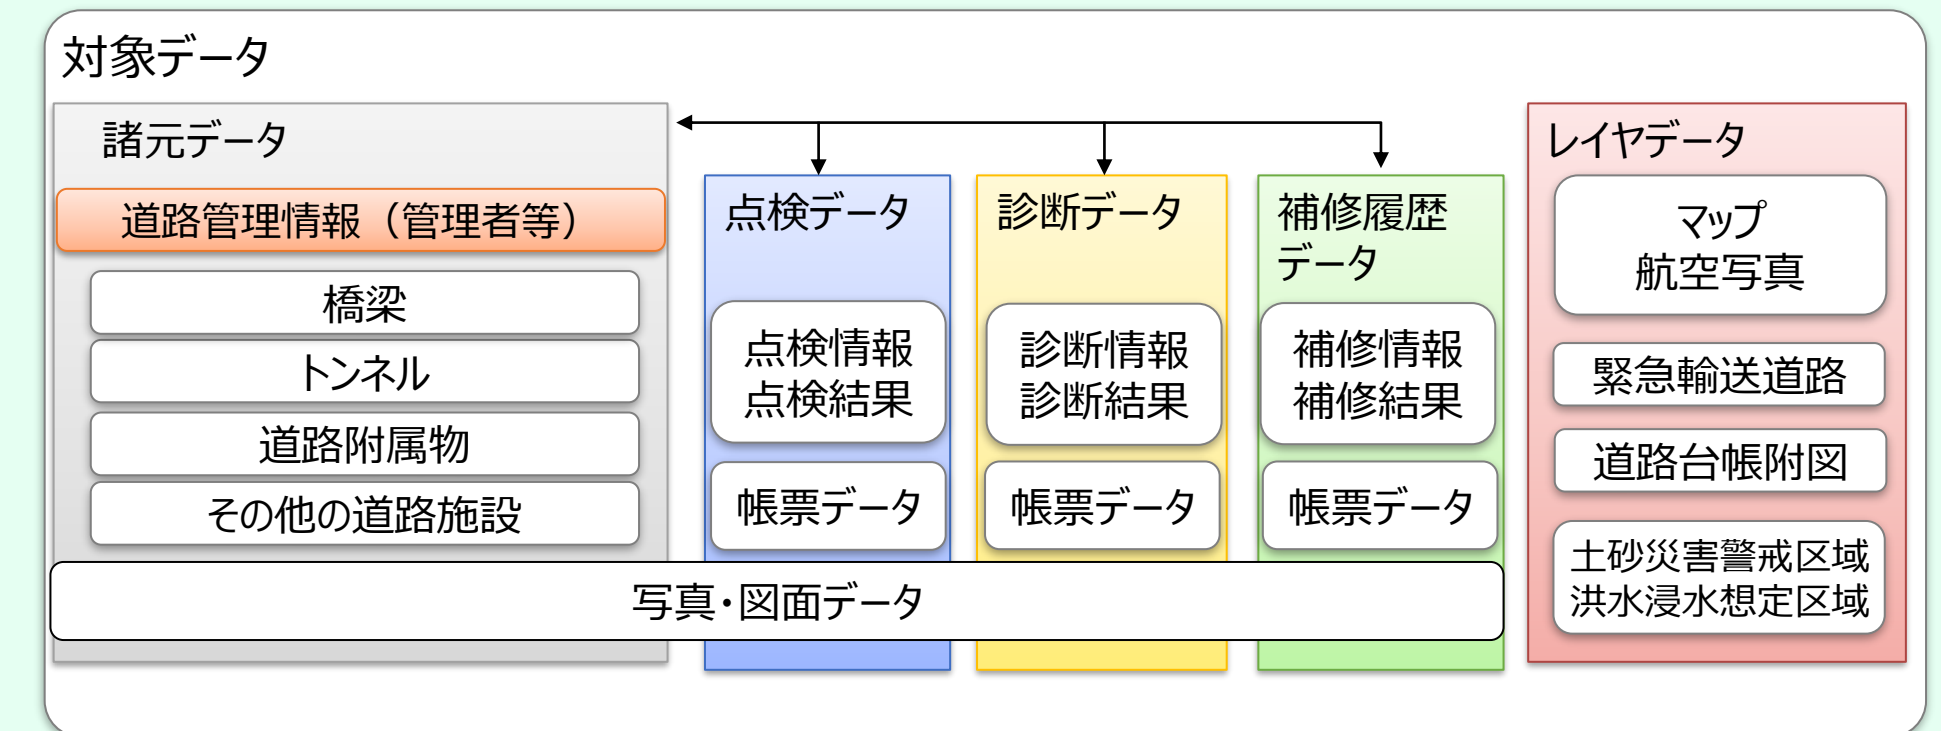 対象データ
諸元データ
道路管理情報（管理者等）
橋梁
トンネル
道路附属物
その他の道路施設
点検データ
点検情報
点検結果
帳票データ
診断データ
診断情報
診断結果
帳票データ
補修履歴
データ
補修情報
補修結果
帳票データ
写真・図面データ
レイヤデータ
マップ
航空写真
緊急輸送道路
道路台帳附図
土砂災害警戒区域
洪水浸水想定区域